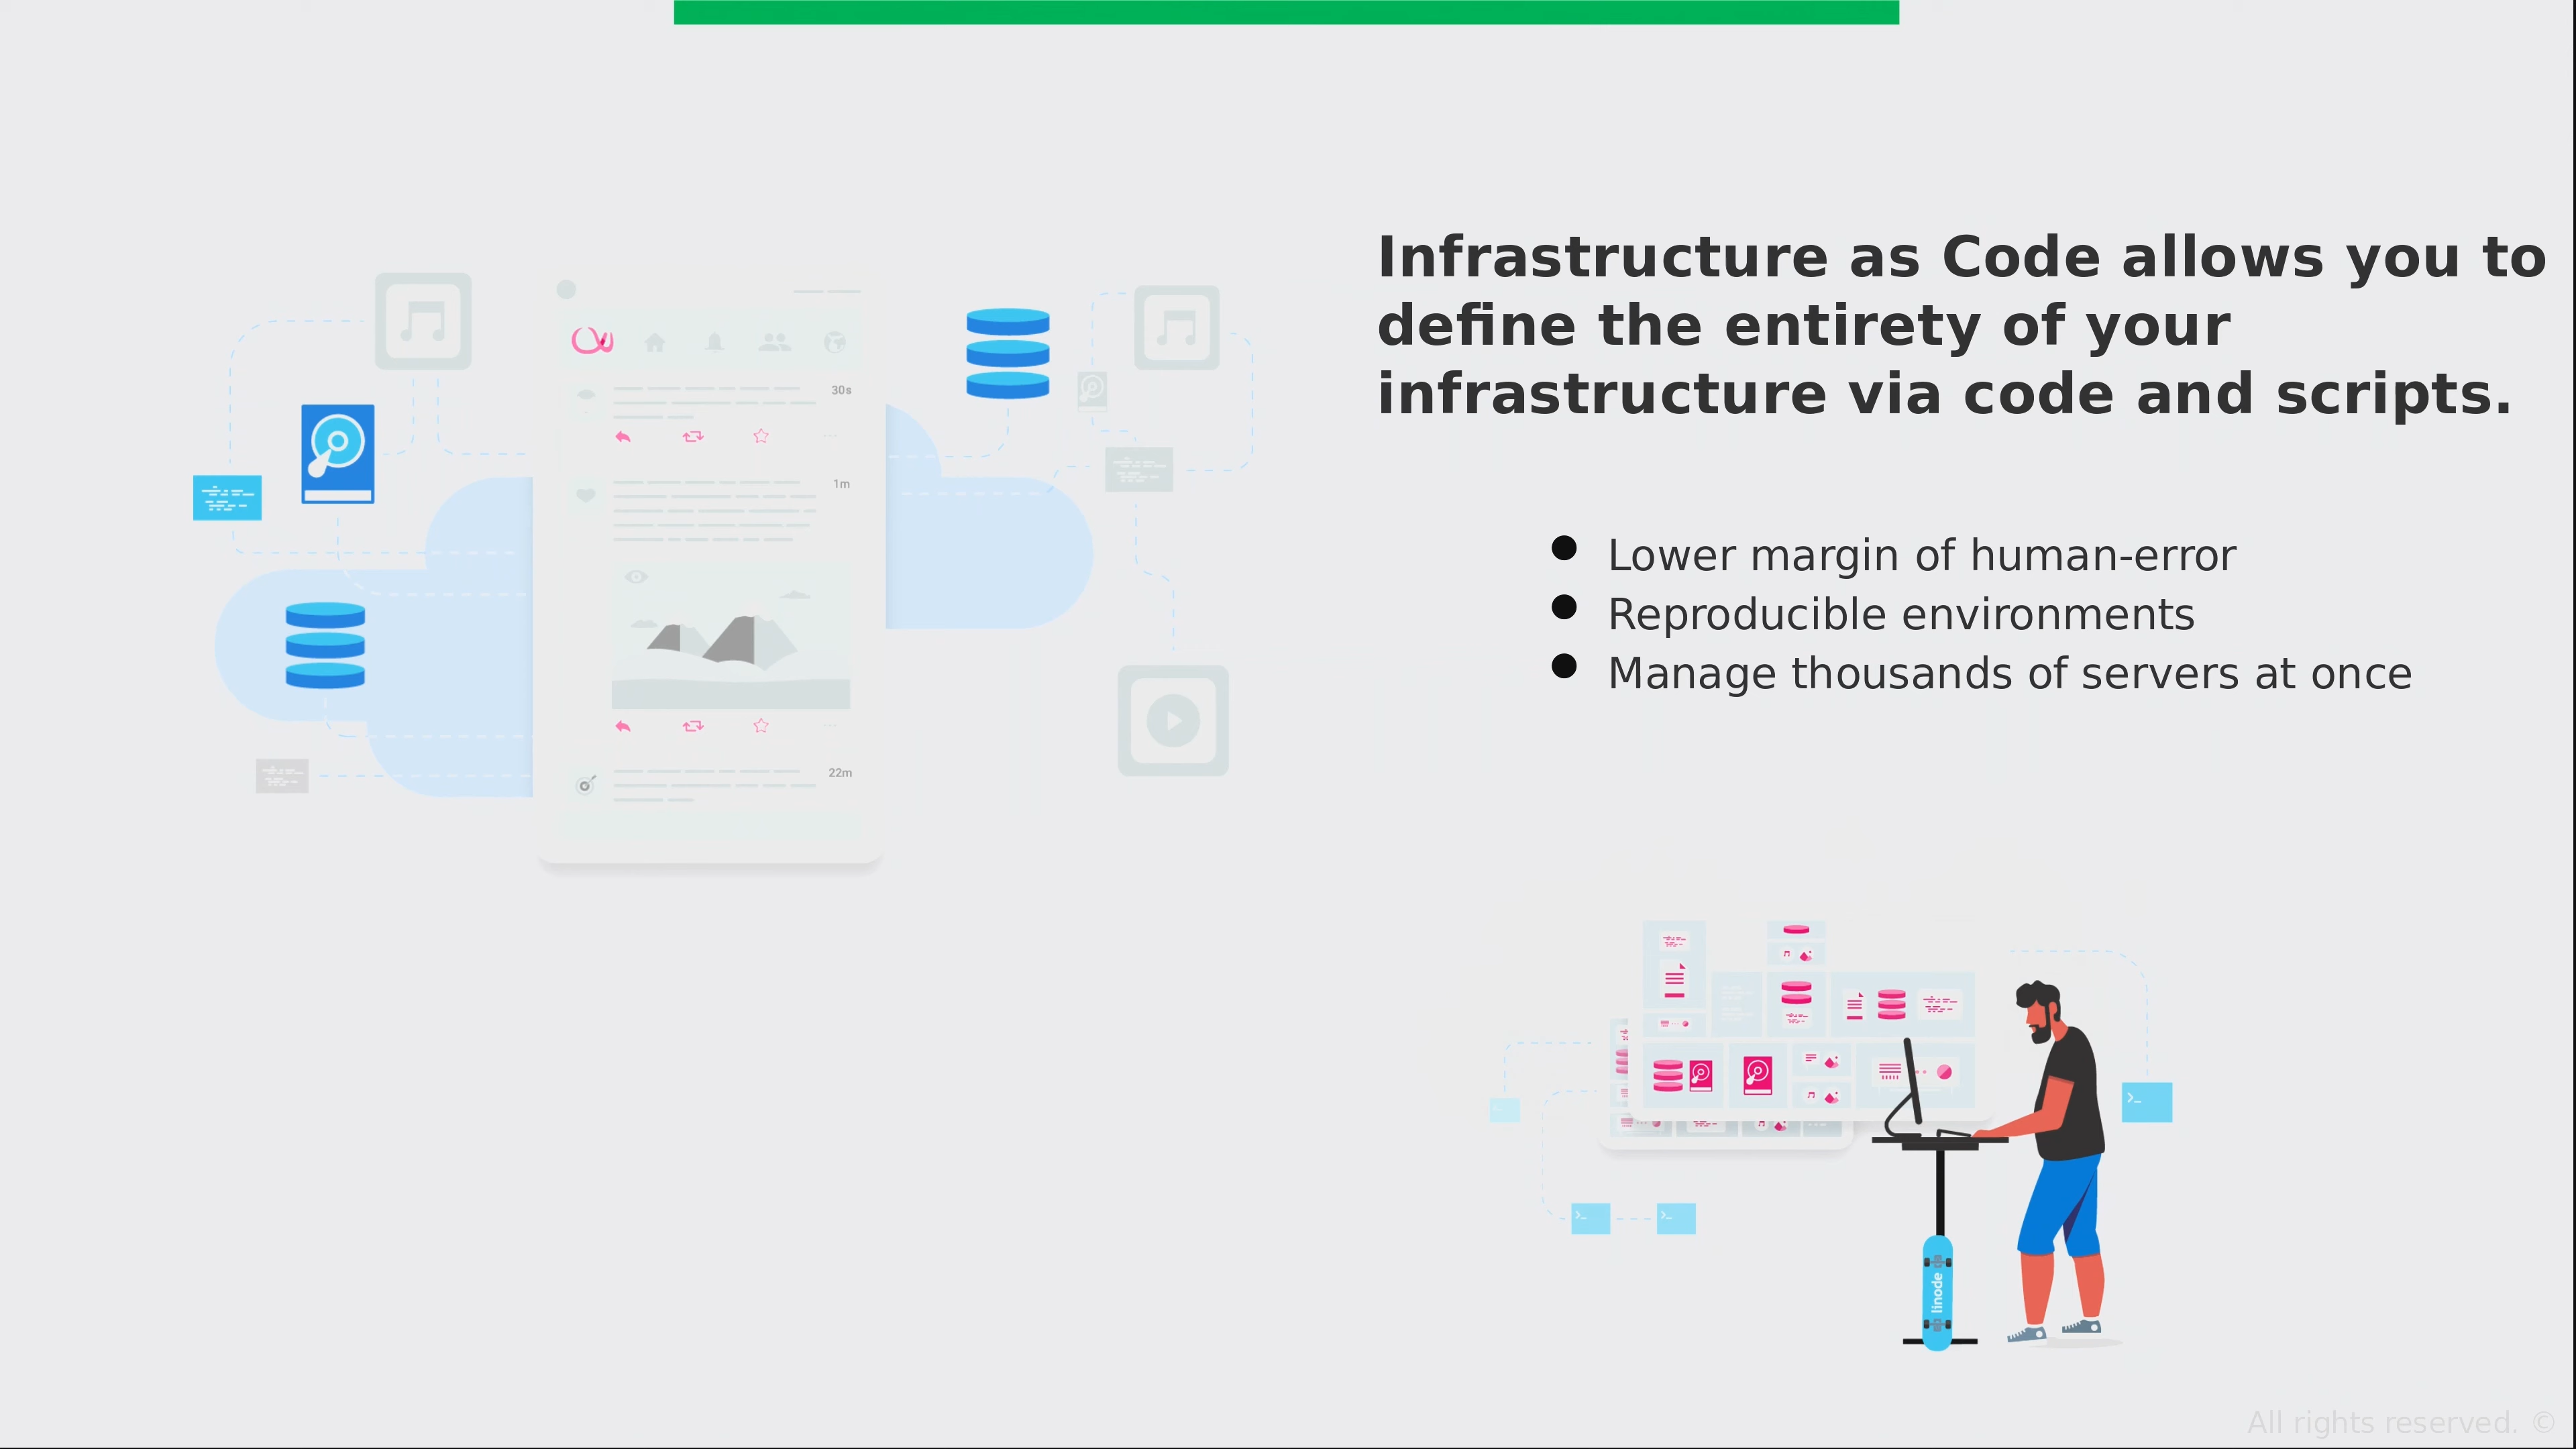 Infrastructure as Code allows you to
define the entirety of your
infrastructure via code and scripts.
Lower margin of human-error
Reproducible environments
Manage thousands of servers at once
30s
1m
22m
>_
>_
>_
linode
All rights reserved. ©